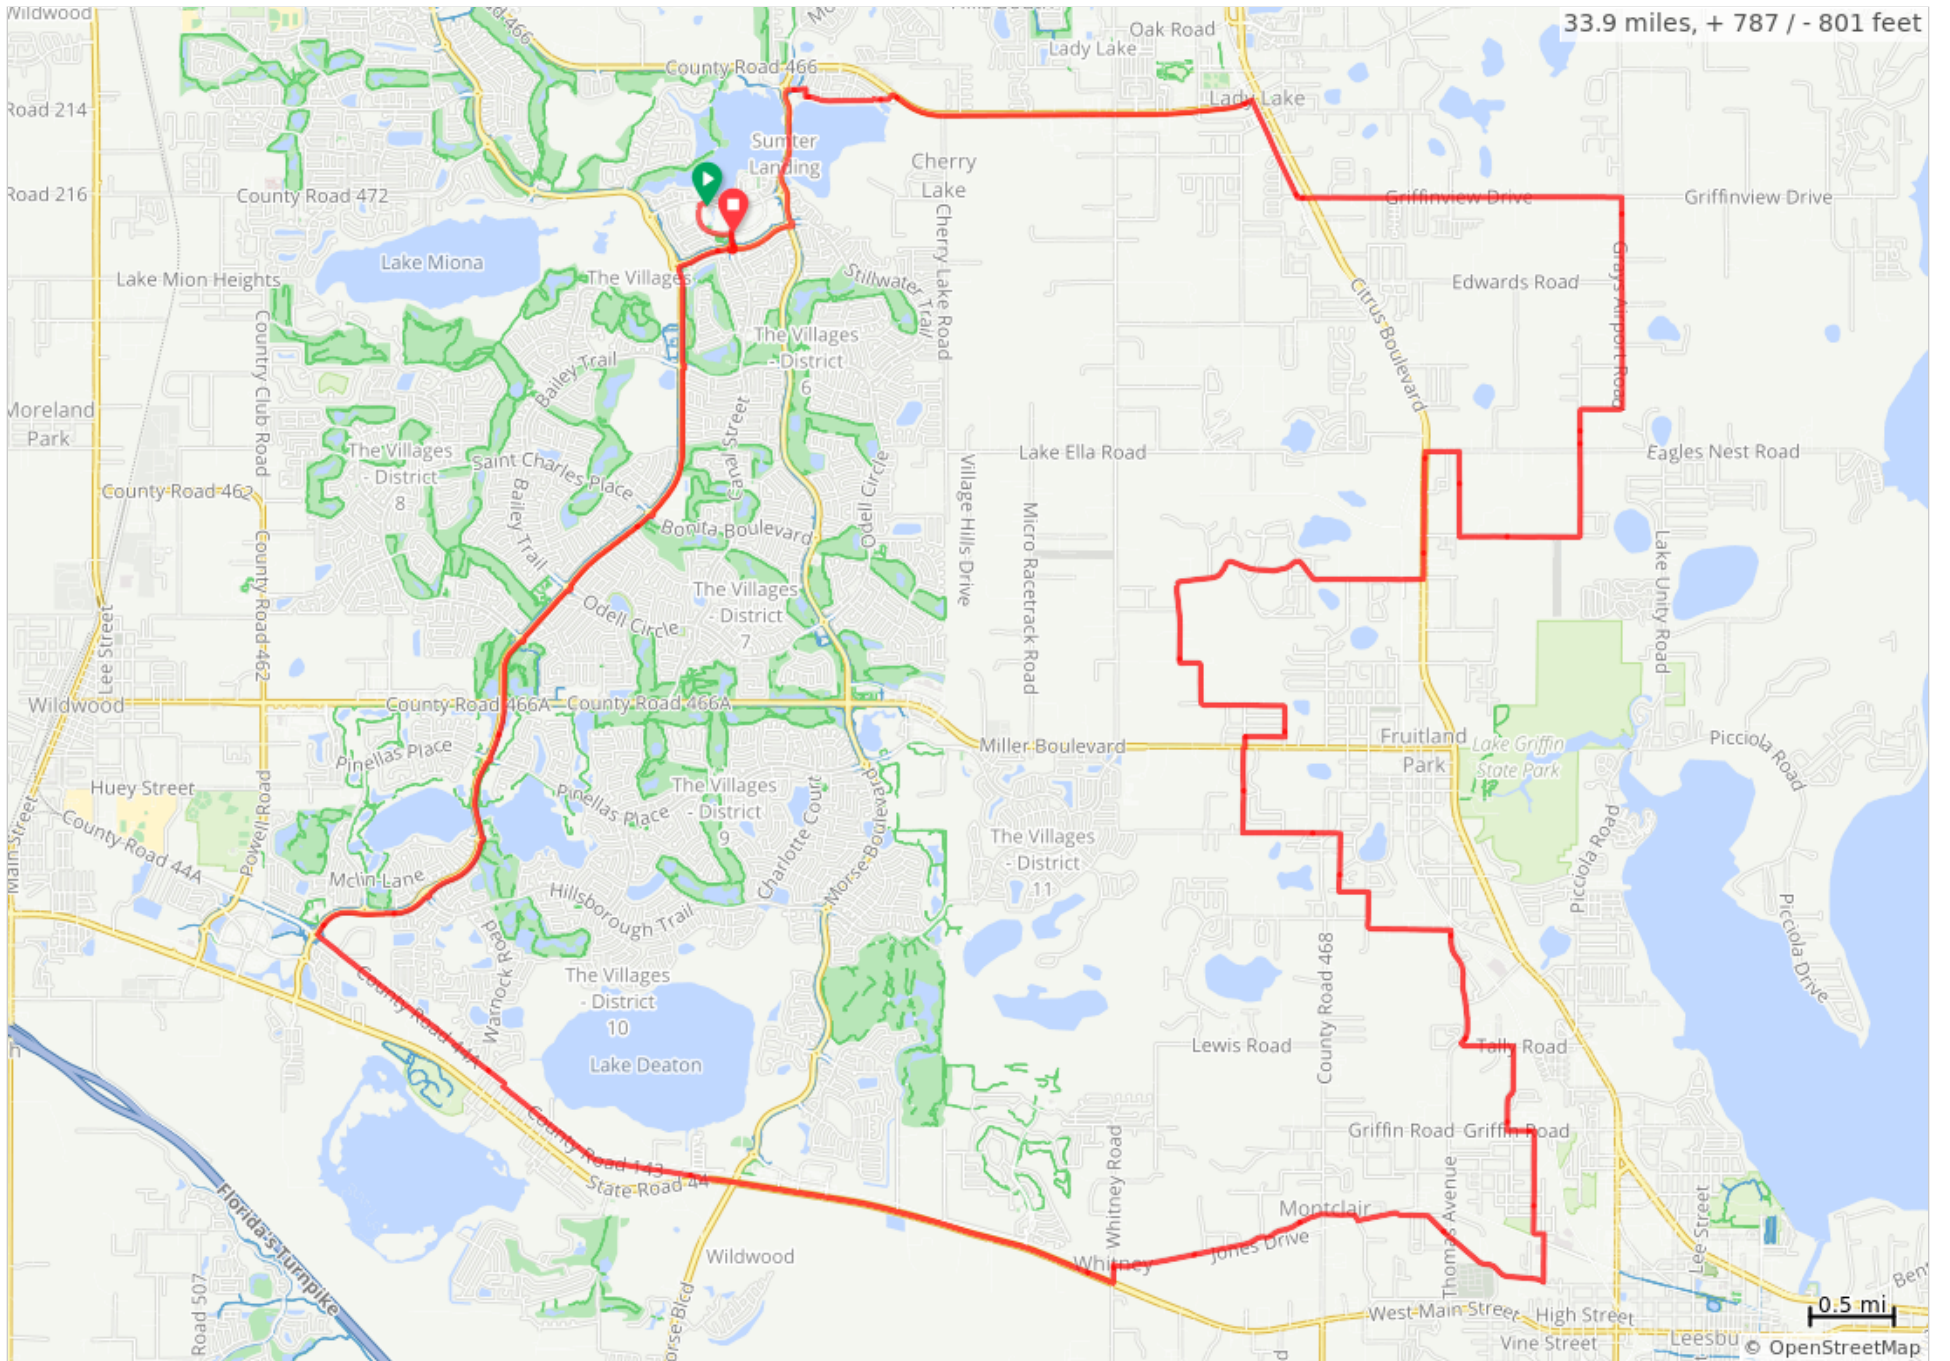 Wildwood
Road 466
Oak Road
33.9 miles, + 787 / - 801 feet
Lady Lake
County Road 466
Road 214
Lady Lake
Sumter
Landing
Cherry
Lake
Road 216
County Road 472
Griffinview Drive
Griffinview Drive
Lake Miona
Lake Mion Heights
The Villages
Stillwater Trail
Cherry Lake Road
Citrus Boulevard
Edwards Road
Grays Airport Road
The Villages
- District
6
Country Club Road
Bailey Trail
Moreland
Park
Canal Street
The Villages
- District
8
Saint Charles Place
Lake Ella Road
Eagles Nest Road
County Road 462
Bailey Trail
Odell Circle
Village Hills Drive
Micro Racetrack Road
Bonita Boulevard
County Road 462
Lake Unity Road
The Villages
- District
7
Odell Circle
Lee Street
Wildwood
County Road 466A
County Road 466A
Miller Boulevard
Fruitland
Park
Lake Griffin
State Park
Picciola Road
Pinellas Place
Huey Street
Powell Road
Pinellas Place
The Villages
- District
9
Charlotte Court
Morse Boulevard
The Villages
- District
11
Main Street
County Road 44A
Mclin Lane
Hillsborough Trail
Picciola Road
Picciola Drive
Warnock Road
The Villages
- District
10
County Road 468
County Road 44A
Lake Deaton
Lewis Road
Tally Road
County Road 143
State Road 44
Griffin Road
Griffin Road
Whitney Road
Thomas Avenue
Florida's Turnpike
Montclair
Jones Drive
Lee Street
Wildwood
Whitney
Road 507
West Main Street
High Street
Vine Street
0.5 mi
Leesbu
© OpenStreetMap